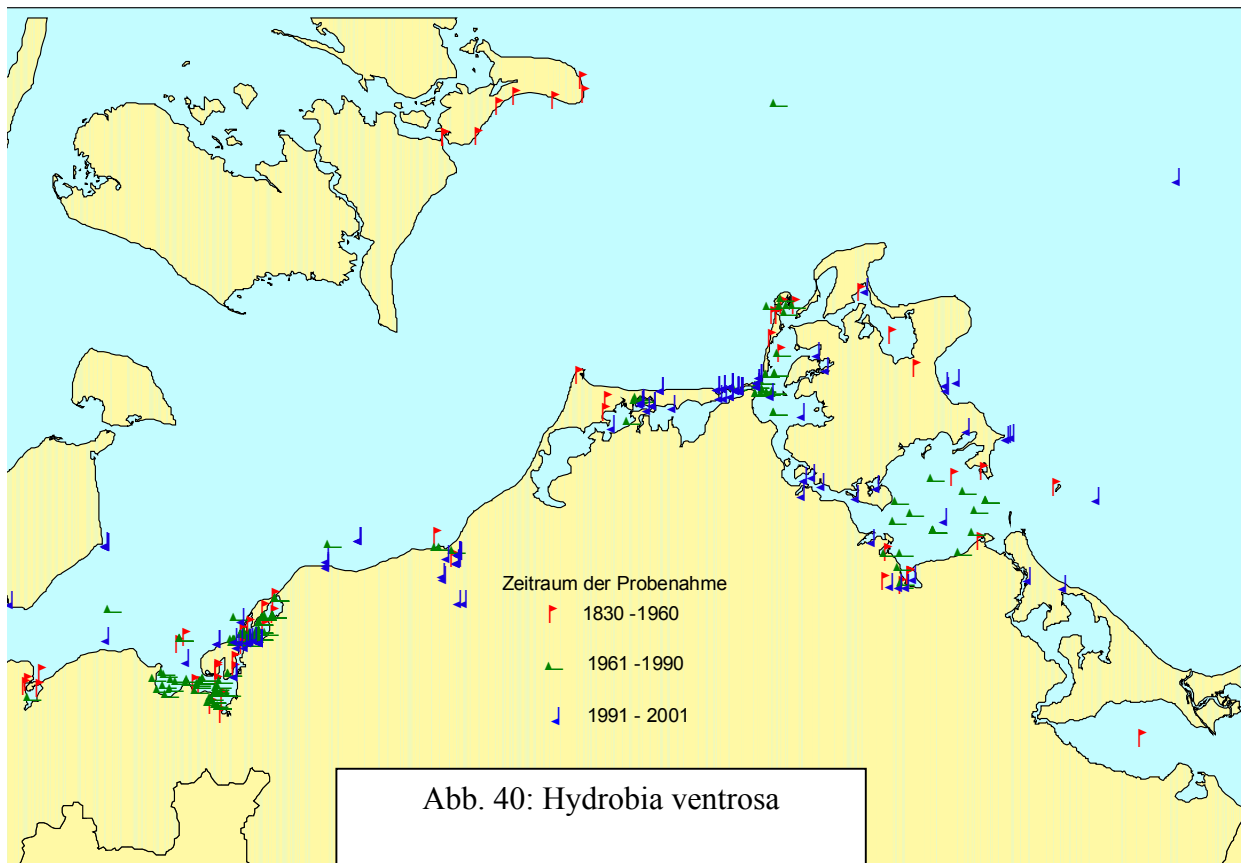 Zeitraum der Probenahme
1830 -1960
1961 -1990
1991 - 2001
Abb. 40: Hydrobia ventrosa